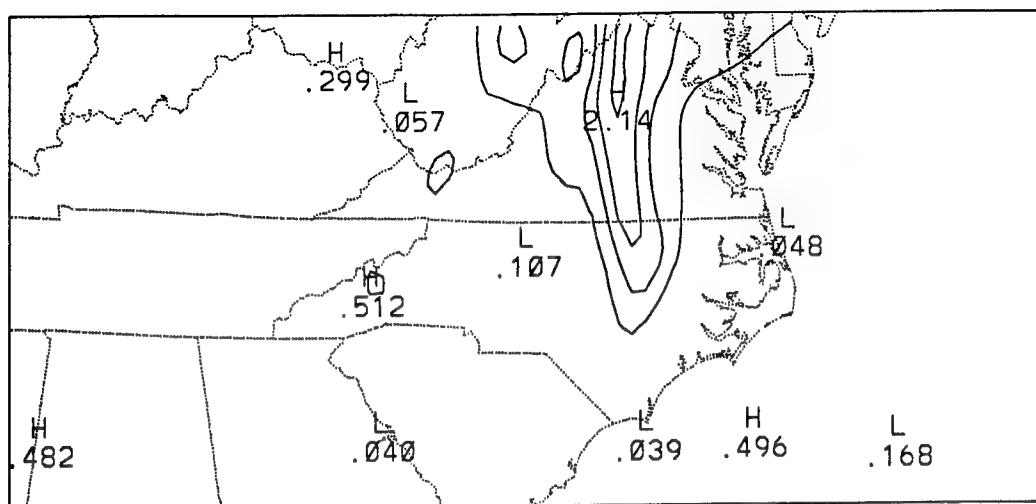 H
.299
L
.057
H
2.14
L
.048
L
.107
H
.512
H
.482
L
.040
L
.039
H
.496
L
.168